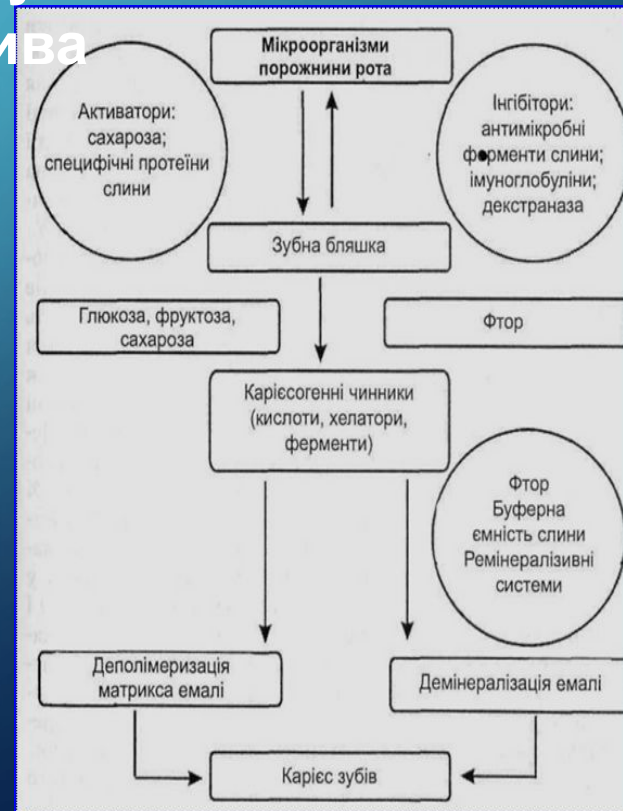 Мікроорганізми
порожнини рота
Активатори:
сахароза;
специфічні протеїни
слини
Інгібітори:
антимікробні
ферменти слини;
імуноглобуліни;
декстраназа
Зубна бляшка
Глюкоза, фруктоза,
сахароза
Фтор
Карієсогенні чинники
(кислоти, хелатори,
ферменти)
Фтор
Буферна
ємність слини
Ремінералізивні
системи
Деполімеризація
матрикса емалі
Демінералізація емалі
Карієс зубів